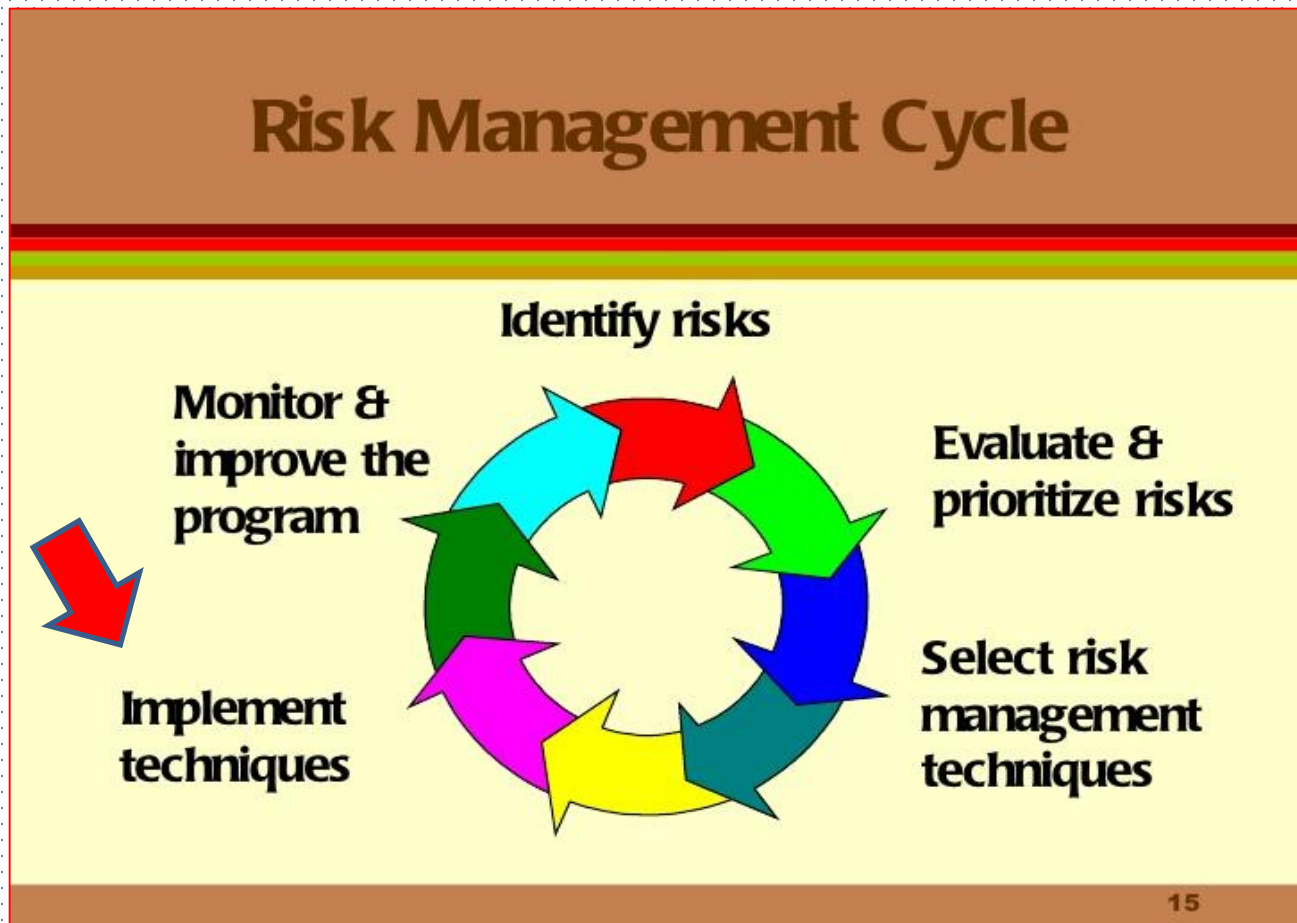 Risk Management Cycle
Identify risks
Monitor &
improve the
program
Evaluate &
prioritize risks
Select risk
management
techniques
Implement
techniques
15